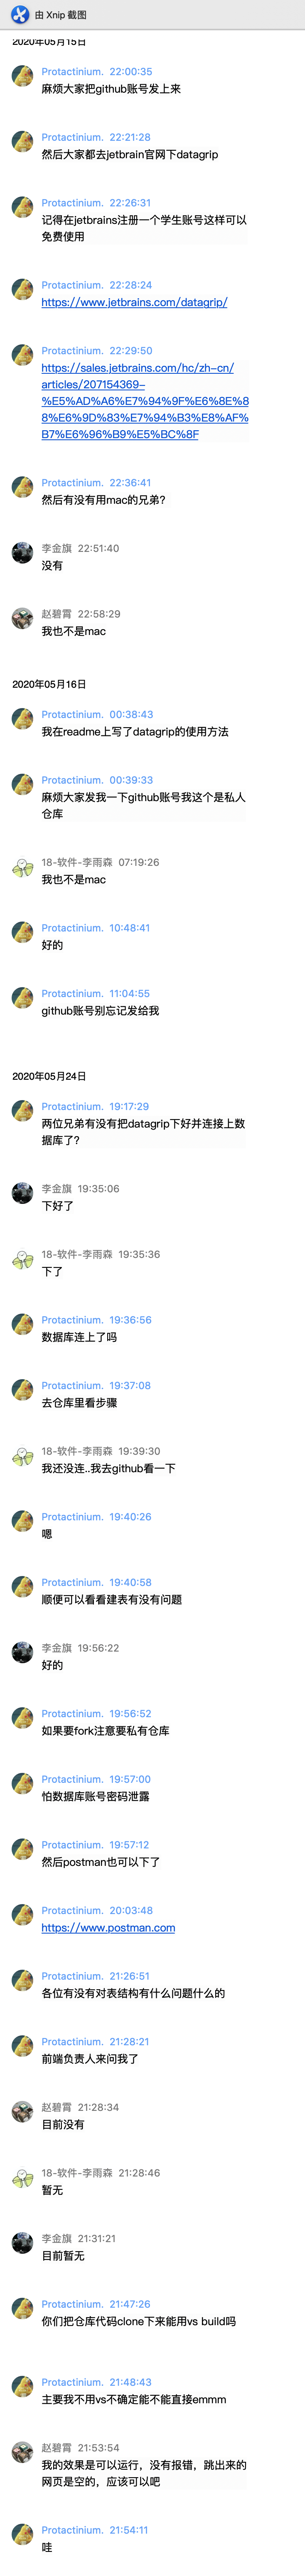 由 Xnip 截图
2020年05月15日
Protactinium. 22:00:35
麻烦大家把github账号发上来
Protactinium. 22:21:28
然后大家都去jetbrain官网下datagrip
Protactinium. 22:26:31
记得在jetbrains注册一个学生账号这样可以
免费使用
Protactinium. 22:28:24
https://www.jetbrains.com/datagrip/
Protactinium. 22:29:50
https://sales.jetbrains.com/hc/zh-cn/
articles/207154369-
%E5%AD%A6%E7%94%9F%E6%8E%8
8%E6%9D%83%E7%94%B3%E8%AF%
B7%E6%96%B9%E5%BC%8F
Protactinium. 22:36:41
然后有没有用mac的兄弟?
李金旗 22:51:40
没有
赵碧霄 22:58:29
我也不是mac
2020年05月16日
Protactinium. 00:38:43
我在readme上写了datagrip的使用方法
Protactinium. 00:39:33
麻烦大家发我一下github账号我这个是私人
仓库
18-软件-李雨森 07:19:26
我也不是mac
Protactinium. 10:48:41
好的
Protactinium. 11:04:55
github账号别忘记发给我
2020年05月24日
Protactinium. 19:17:29
两位兄弟有没有把datagrip下好并连接上数
据库了?
李金旗 19:35:06
下好了
18-软件-李雨森 19:35:36
下了
Protactinium. 19:36:56
数据库连上了吗
Protactinium. 19:37:08
去仓库里看步骤
18-软件-李雨森 19:39:30
我还没连..我去github看一下
Protactinium. 19:40:26
嗯
Protactinium. 19:40:58
顺便可以看看建表有没有问题
李金旗 19:56:22
好的
Protactinium. 19:56:52
如果要fork注意要私有仓库
Protactinium. 19:57:00
怕数据库账号密码泄露
Protactinium. 19:57:12
然后postman也可以下了
Protactinium. 20:03:48
https://www.postman.com
Protactinium. 21:26:51
各位有没有对表结构有什么问题什么的
Protactinium. 21:28:21
前端负责人来问我了
赵碧霄 21:28:34
目前没有
18-软件-李雨森 21:28:46
暂无
李金旗 21:31:21
目前暂无
Protactinium. 21:47:26
你们把仓库代码clone下来能用vs build吗
Protactinium. 21:48:43
主要我不用vs不确定能不能直接emmm
赵碧霄 21:53:54
我的效果是可以运行，没有报错，跳出来的
网页是空的，应该可以吧
Protactinium. 21:54:11
哇